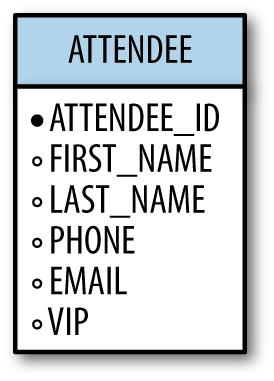 ATTENDEE
ATTENDEE_ID
FIRST_NAME
LAST_NAME
PHONE
EMAIL
VIP